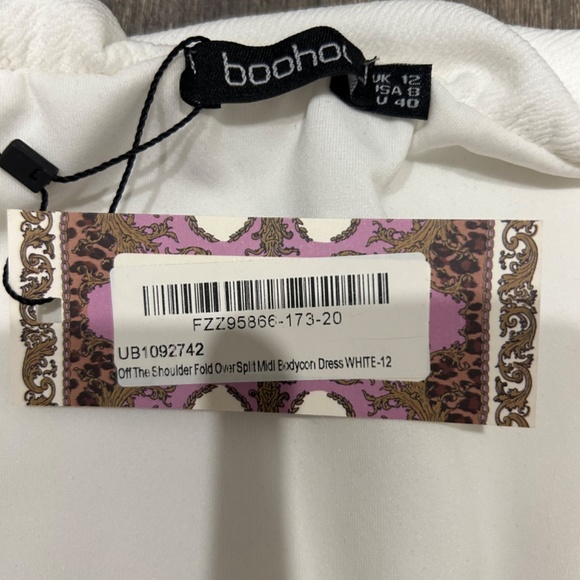 boohoo
UK 12
USA 8
EU 40
FZZ95866-173-20
UB1092742
Off The Shoulder Fold Over Split Midi Bodycon Dress WHITE-12